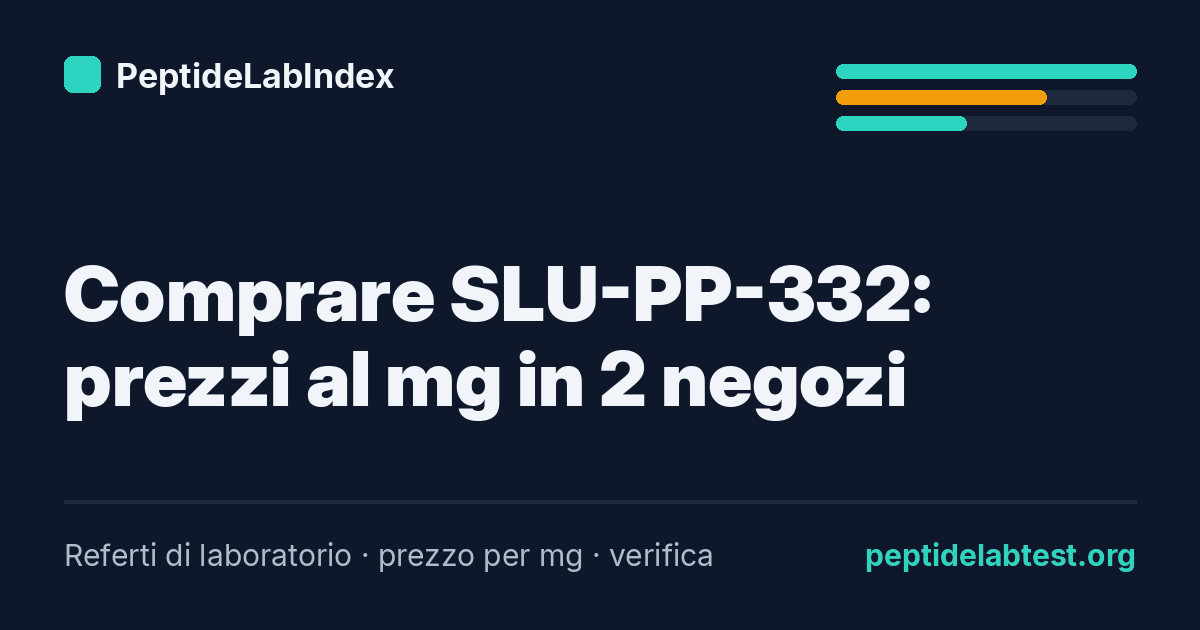 PeptideLabIndex
Comprare SLU-PP-332:
prezzi al mg in 2 negozi
Referti di laboratorio · prezzo per mg · verifica
peptidelabtest.org